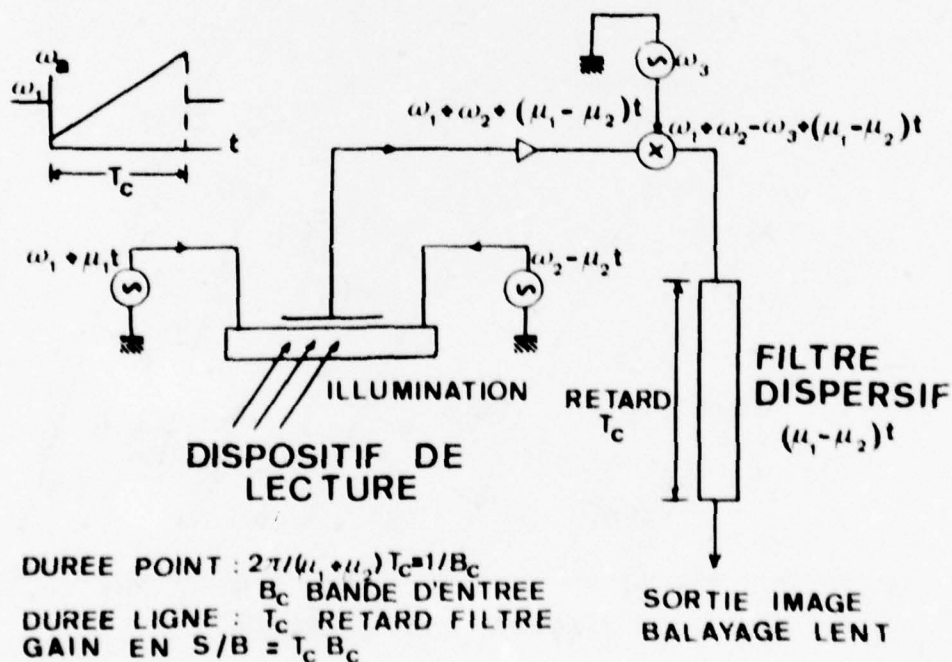 ωa
ω1
t
Tc
ω3
ω1 + ω2 + (μ1 - μ2)t
ω1 + ω2 - ω3 + (μ1 - μ2)t
×
ω1 + μ1t
ω2 - μ2t
ILLUMINATION
DISPOSITIF DE
LECTURE
RETARD
Tc
FILTRE
DISPERSIF
(μ1 - μ2)t
DUREE POINT : 2π/(μ1+μ2)Tc=1/Bc
Bc BANDE D'ENTREE
DUREE LIGNE : Tc RETARD FILTRE
GAIN EN S/B = Tc Bc
SORTIE IMAGE
BALAYAGE LENT